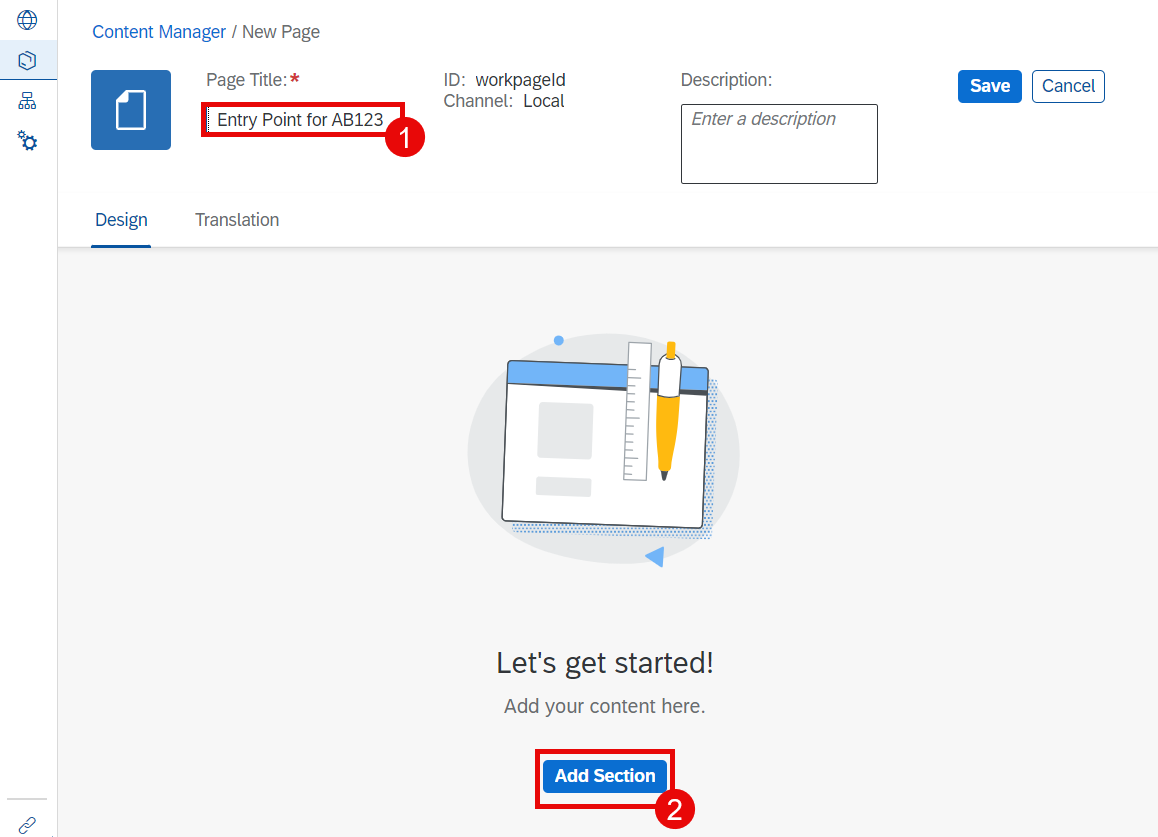 Content Manager / New Page
Page Title:*
Entry Point for AB123
1
ID: workpageId
Channel: Local
Description:
Enter a description
Save
Cancel
Design
Translation
Let's get started!
Add your content here.
Add Section
2